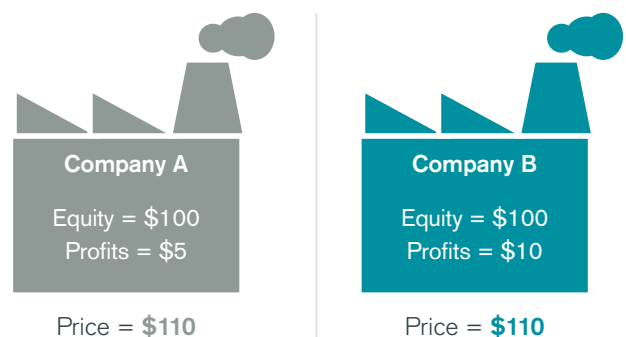 Company A
Equity = $100
Profits = $5
Price = $110
Company B
Equity = $100
Profits = $10
Price = $110